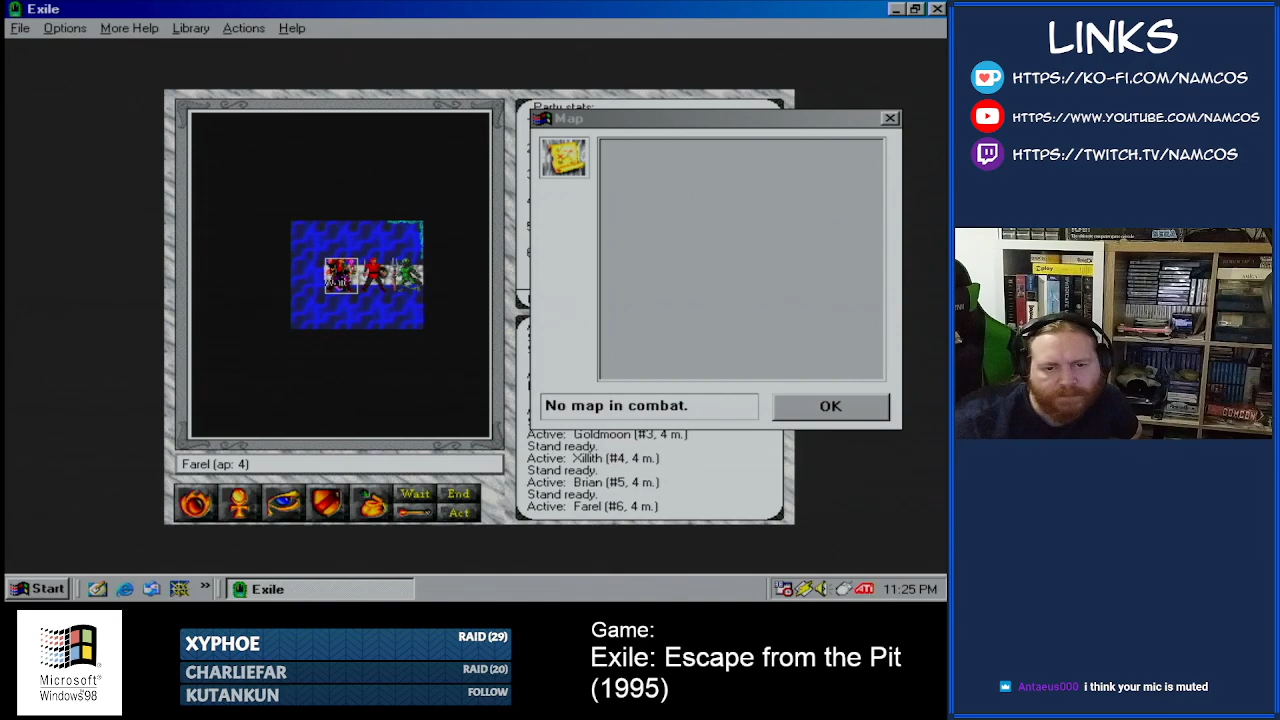 Exile
File Options More Help Library Actions Help
Party stats:
Map
No map in combat.
OK
Active: Goldmoon (#3, 4 m.)
Stand ready.
Active: Xillith (#4, 4 m.)
Stand ready.
Active: Brian (#5, 4 m.)
Stand ready.
Active: Farel (#6, 4 m.)
Farel (ap: 4)
Wait End
Act
Start
Exile
ATI
11:25 PM
LINKS
HTTPS://KO-FI.COM/NAMCOS
HTTPS://WWW.YOUTUBE.COM/NAMCOS
HTTPS://TWITCH.TV/NAMCOS
Microsoft
Windows98
XYPHOE RAID (29)
CHARLIEFAR RAID (20)
KUTANKUN FOLLOW
Game:
Exile: Escape from the Pit
(1995)
Antaeus000 i think your mic is muted